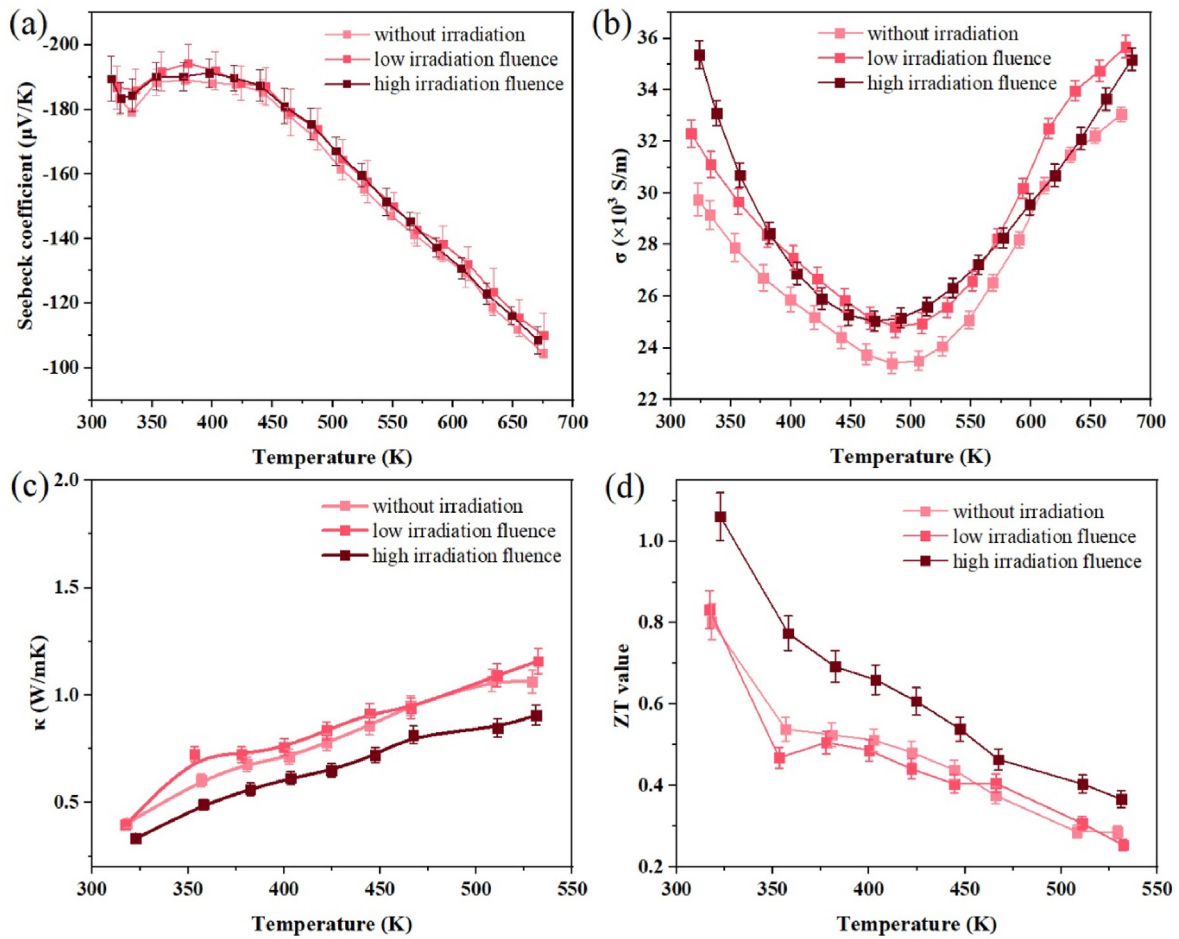 (a)
without irradiation
low irradiation fluence
high irradiation fluence
Seebeck coefficient (μV/K)
-200
-180
-160
-140
-120
-100
300 350 400 450 500 550 600 650 700
Temperature (K)
(b)
without irradiation
low irradiation fluence
high irradiation fluence
σ (×10³ S/m)
36
34
32
30
28
26
24
22
300 350 400 450 500 550 600 650 700
Temperature (K)
(c)
without irradiation
low irradiation fluence
high irradiation fluence
κ (W/mK)
2.0
1.5
1.0
0.5
300 350 400 450 500 550
Temperature (K)
(d)
without irradiation
low irradiation fluence
high irradiation fluence
ZT value
1.0
0.8
0.6
0.4
0.2
300 350 400 450 500 550
Temperature (K)